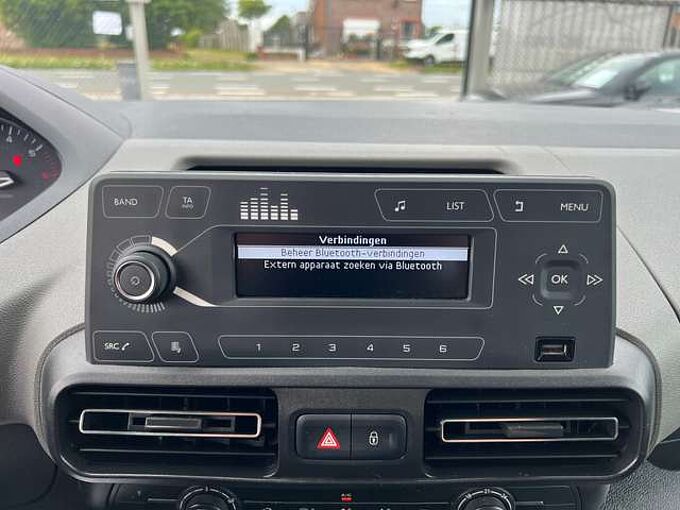 BAND
TA
INFO
LIST
MENU
Verbindingen
Beheer Bluetooth-verbindingen
Extern apparaat zoeken via Bluetooth
OK
SRC
1 2 3 4 5 6